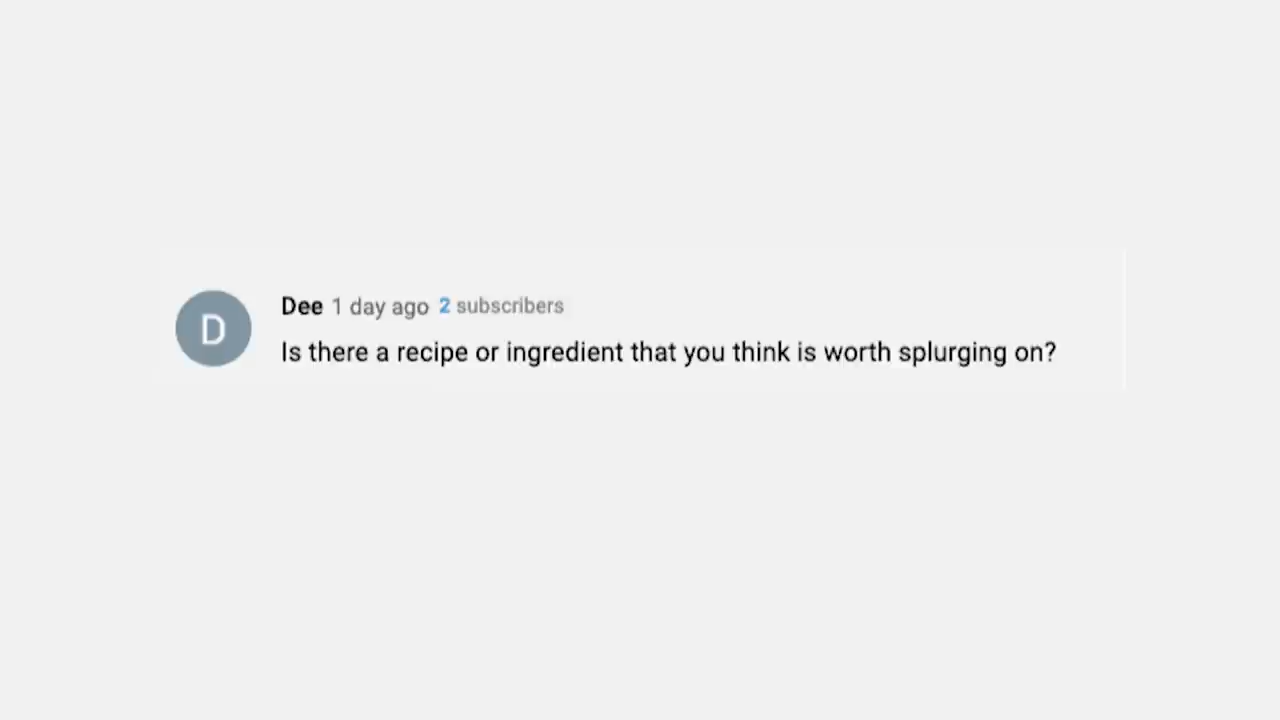 D
Dee 1 day ago 2 subscribers
Is there a recipe or ingredient that you think is worth splurging on?